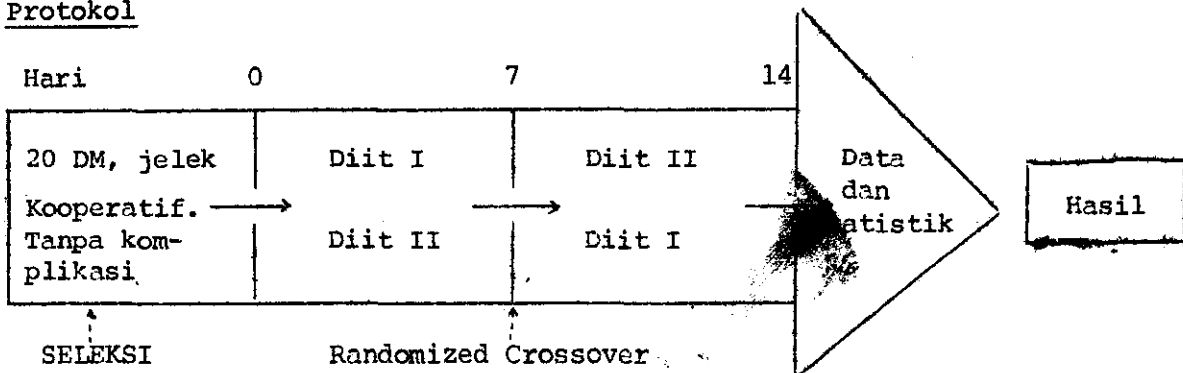 Protokol
Hari 0 7 14
20 DM, jelek Diit I Diit II Data
dan
Kooperatif. Hasil
Tanpa kom- Diit II Diit I
plikasi
SELEKSI Randomized Crossover